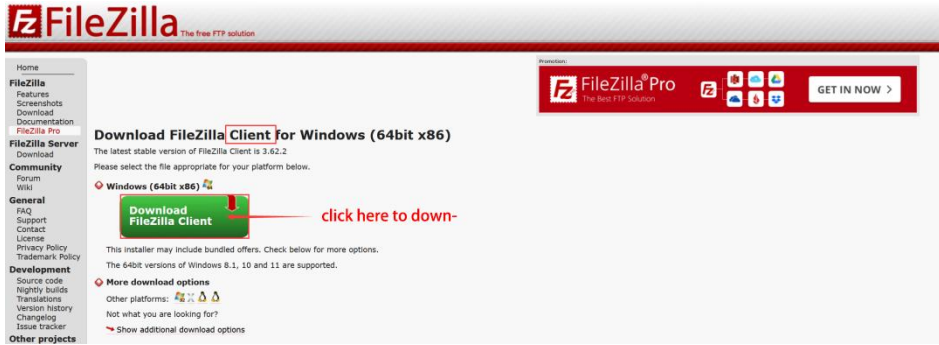 FileZilla The free FTP solution
Home
FileZilla
Features
Screenshots
Download
Documentation
FileZilla Pro
FileZilla Server
Download
Community
Forum
Wiki
General
FAQ
Support
Contact
License
Privacy Policy
Trademark Policy
Development
Source code
Nightly builds
Translations
Version history
Changelog
Issue tracker
Other projects
Promotion:
FileZilla®Pro
The Best FTP Solution
GET IN NOW >
Download FileZilla Client for Windows (64bit x86)
The latest stable version of FileZilla Client is 3.62.2
Please select the file appropriate for your platform below.
Windows (64bit x86)
Download
FileZilla Client
click here to down-
This installer may include bundled offers. Check below for more options.
The 64bit versions of Windows 8.1, 10 and 11 are supported.
More download options
Other platforms:
Not what you are looking for?
Show additional download options